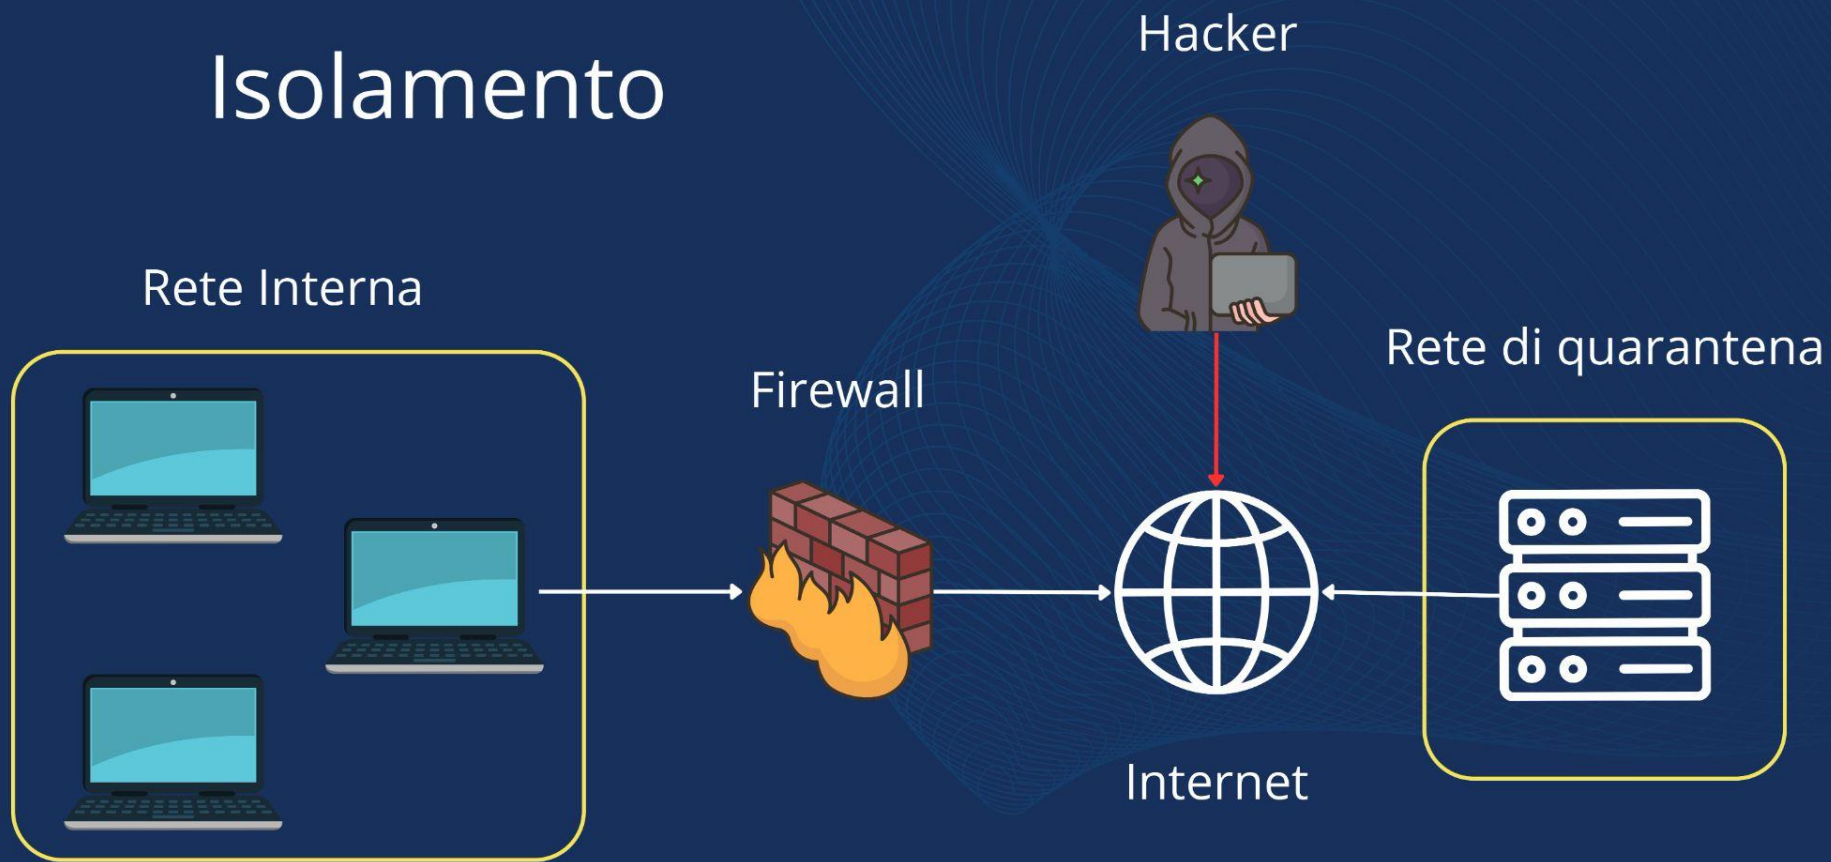 Isolamento
Hacker
Rete Interna
Firewall
Rete di quarantena
Internet